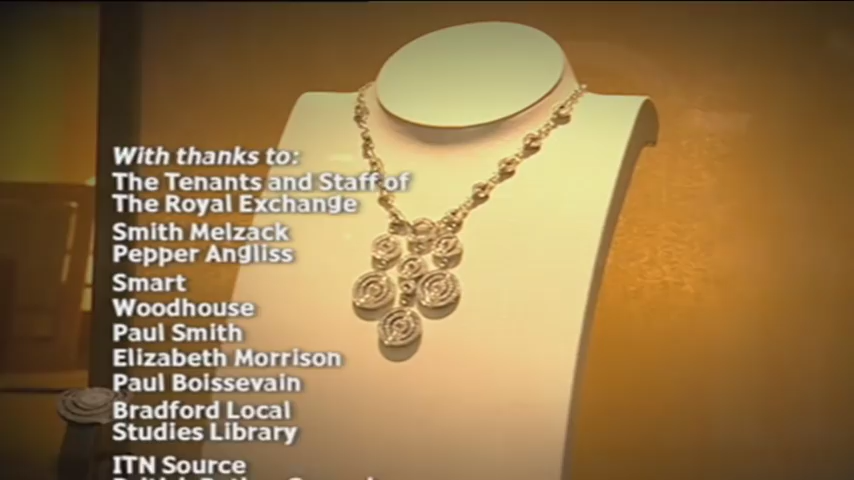 With thanks to:
The Tenants and Staff of
The Royal Exchange
Smith Melzack
Pepper Angliss
Smart
Woodhouse
Paul Smith
Elizabeth Morrison
Paul Boissevain
Bradford Local
Studies Library
ITN Source